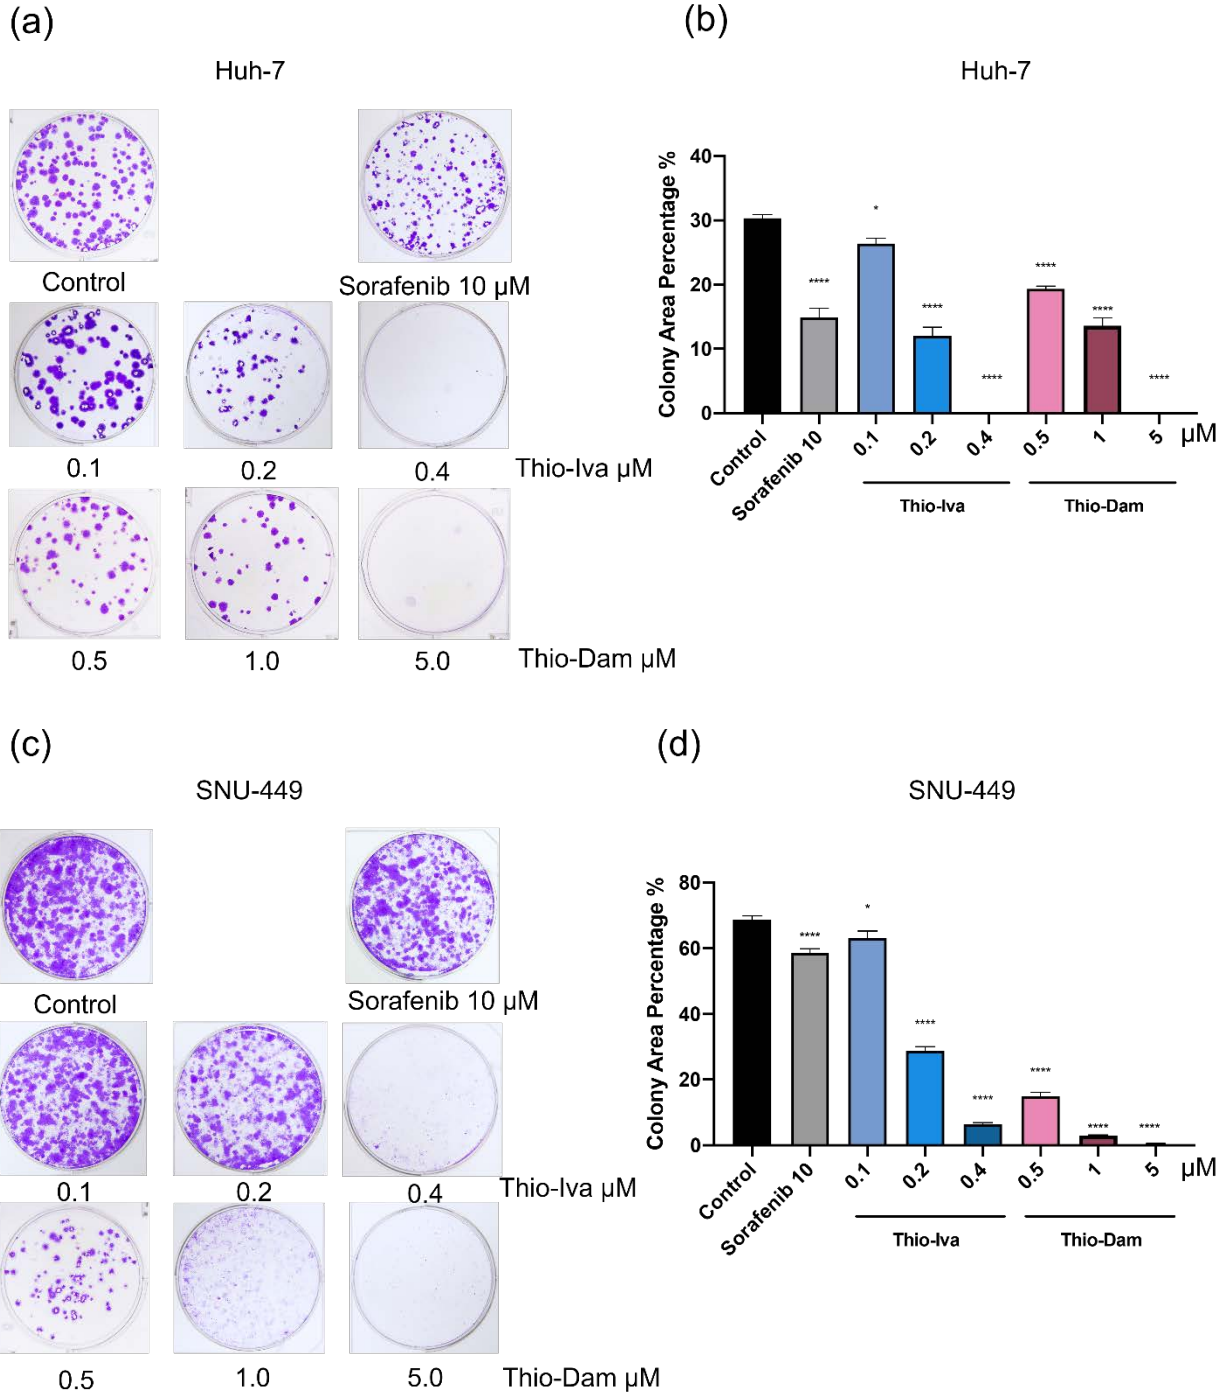 (a)
Huh-7
Control
Sorafenib 10 µM
0.1
0.2
0.4
Thio-Iva µM
0.5
1.0
5.0
Thio-Dam µM
(b)
Huh-7
Colony Area Percentage %
40
30
20
10
0
*
****
****
****
****
****
****
Control
Sorafenib 10
0.1
0.2
0.4
0.5
1
5
µM
Thio-Iva
Thio-Dam
(c)
SNU-449
Control
Sorafenib 10 µM
0.1
0.2
0.4
Thio-Iva µM
0.5
1.0
5.0
Thio-Dam µM
(d)
SNU-449
Colony Area Percentage %
80
60
40
20
0
****
*
****
****
****
****
****
Control
Sorafenib 10
0.1
0.2
0.4
0.5
1
5
µM
Thio-Iva
Thio-Dam